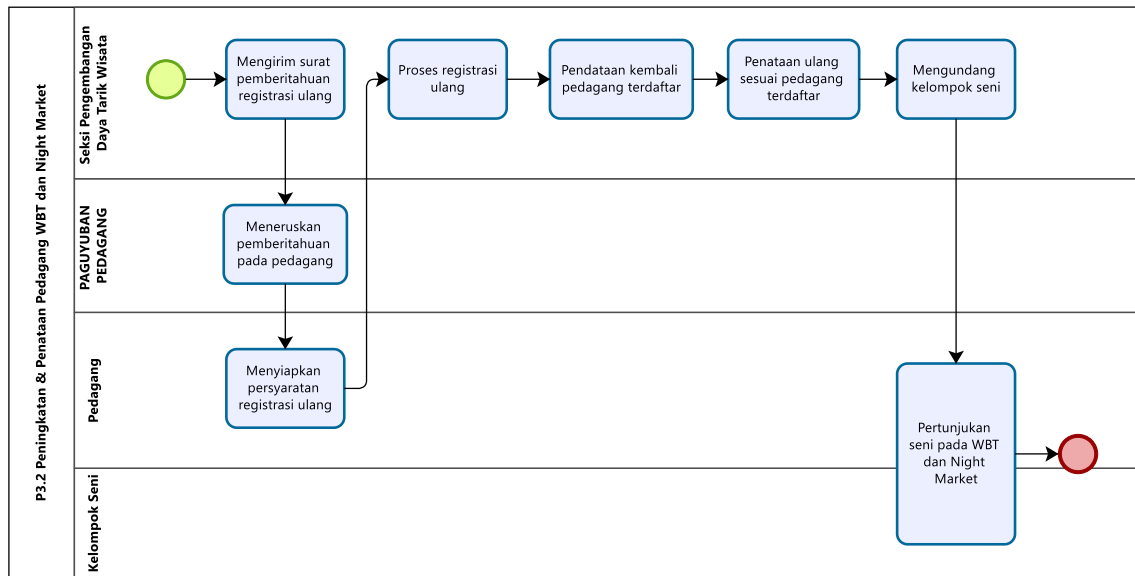 P3.2 Peningkatan & Penataan Pedagang WBT dan Night Market
Seksi Pengembangan
Daya Tarik Wisata
Mengirim surat
pemberitahuan
registrasi ulang
Proses registrasi
ulang
Pendataan kembali
pedagang terdaftar
Penataan ulang
sesuai pedagang
terdaftar
Mengundang
kelompok seni
PAGUYUBAN
PEDAGANG
Meneruskan
pemberitahuan
pada pedagang
Pedagang
Menyiapkan
persyaratan
registrasi ulang
Pertunjukan
seni pada WBT
dan Night
Market
Kelompok Seni